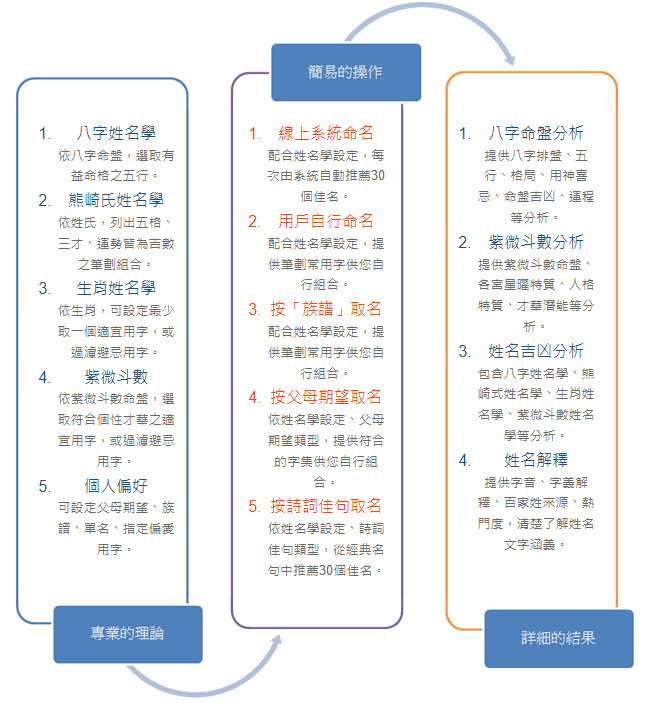 1. 八字姓名學
依八字命盤，選取有
益命格之五行。
2. 熊崎氏姓名學
依姓氏，列出五格、
三才、運勢皆為吉數
之筆劃組合。
3. 生肖姓名學
依生肖，可設定最少
取一個適宜用字，或
過濾避忌用字。
4. 紫微斗數
依紫微斗數命盤，選
取符合個性才華之適
宜用字，或過濾避忌
用字。
5. 個人偏好
可設定父母期望、族
譜、單名、指定偏愛
用字。
專業的理論
簡易的操作
1. 線上系統命名
配合姓名學設定，每
次由系統自動推薦30
個佳名。
2. 用戶自行命名
配合姓名學設定，提
供筆劃常用字供您自
行組合。
3. 按「族譜」取名
配合姓名學設定，提
供筆劃常用字供您自
行組合。
4. 按父母期望取名
依姓名學設定、父母
期望類型，提供符合
的字集供您自行組
合。
5. 按詩詞佳句取名
依姓名學設定、詩詞
佳句類型，從經典名
句中推薦30個佳名。
1. 八字命盤分析
提供八字排盤、五
行、格局、用神喜
忌、命盤吉凶、運程
等分析。
2. 紫微斗數分析
提供紫微斗數命盤、
各宮星曜特質、人格
特質、才華潛能等分
析。
3. 姓名吉凶分析
包含八字姓名學、熊
崎式姓名學、生肖姓
名學、紫微斗數姓名
學等分析。
4. 姓名解釋
提供字音、字義解
釋、百家姓來源、熱
門度，清楚了解姓名
文字涵義。
詳細的結果